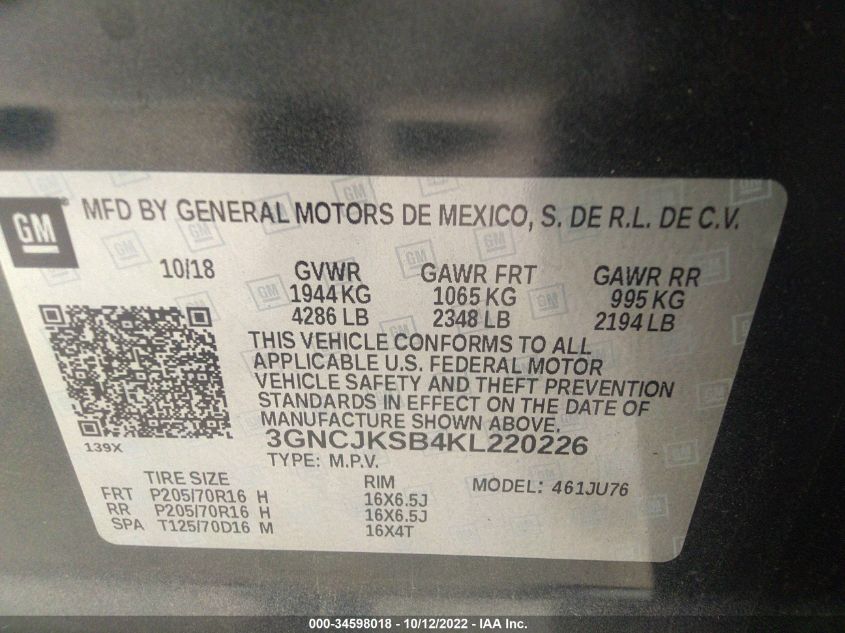 GM
MFD BY GENERAL MOTORS DE MEXICO, S. DE R.L. DE C.V.
10/18 GVWR GAWR FRT GAWR RR
1944 KG 1065 KG 995 KG
4286 LB 2348 LB 2194 LB
THIS VEHICLE CONFORMS TO ALL
APPLICABLE U.S. FEDERAL MOTOR
VEHICLE SAFETY AND THEFT PREVENTION
STANDARDS IN EFFECT ON THE DATE OF
MANUFACTURE SHOWN ABOVE.
3GNCJKSB4KL220226
139X
TYPE: M.P.V.
TIRE SIZE RIM MODEL: 461JU76
FRT P205/70R16 H 16X6.5J
RR P205/70R16 H 16X6.5J
SPA T125/70D16 M 16X4T
000-34598018 - 10/12/2022 - IAA Inc.